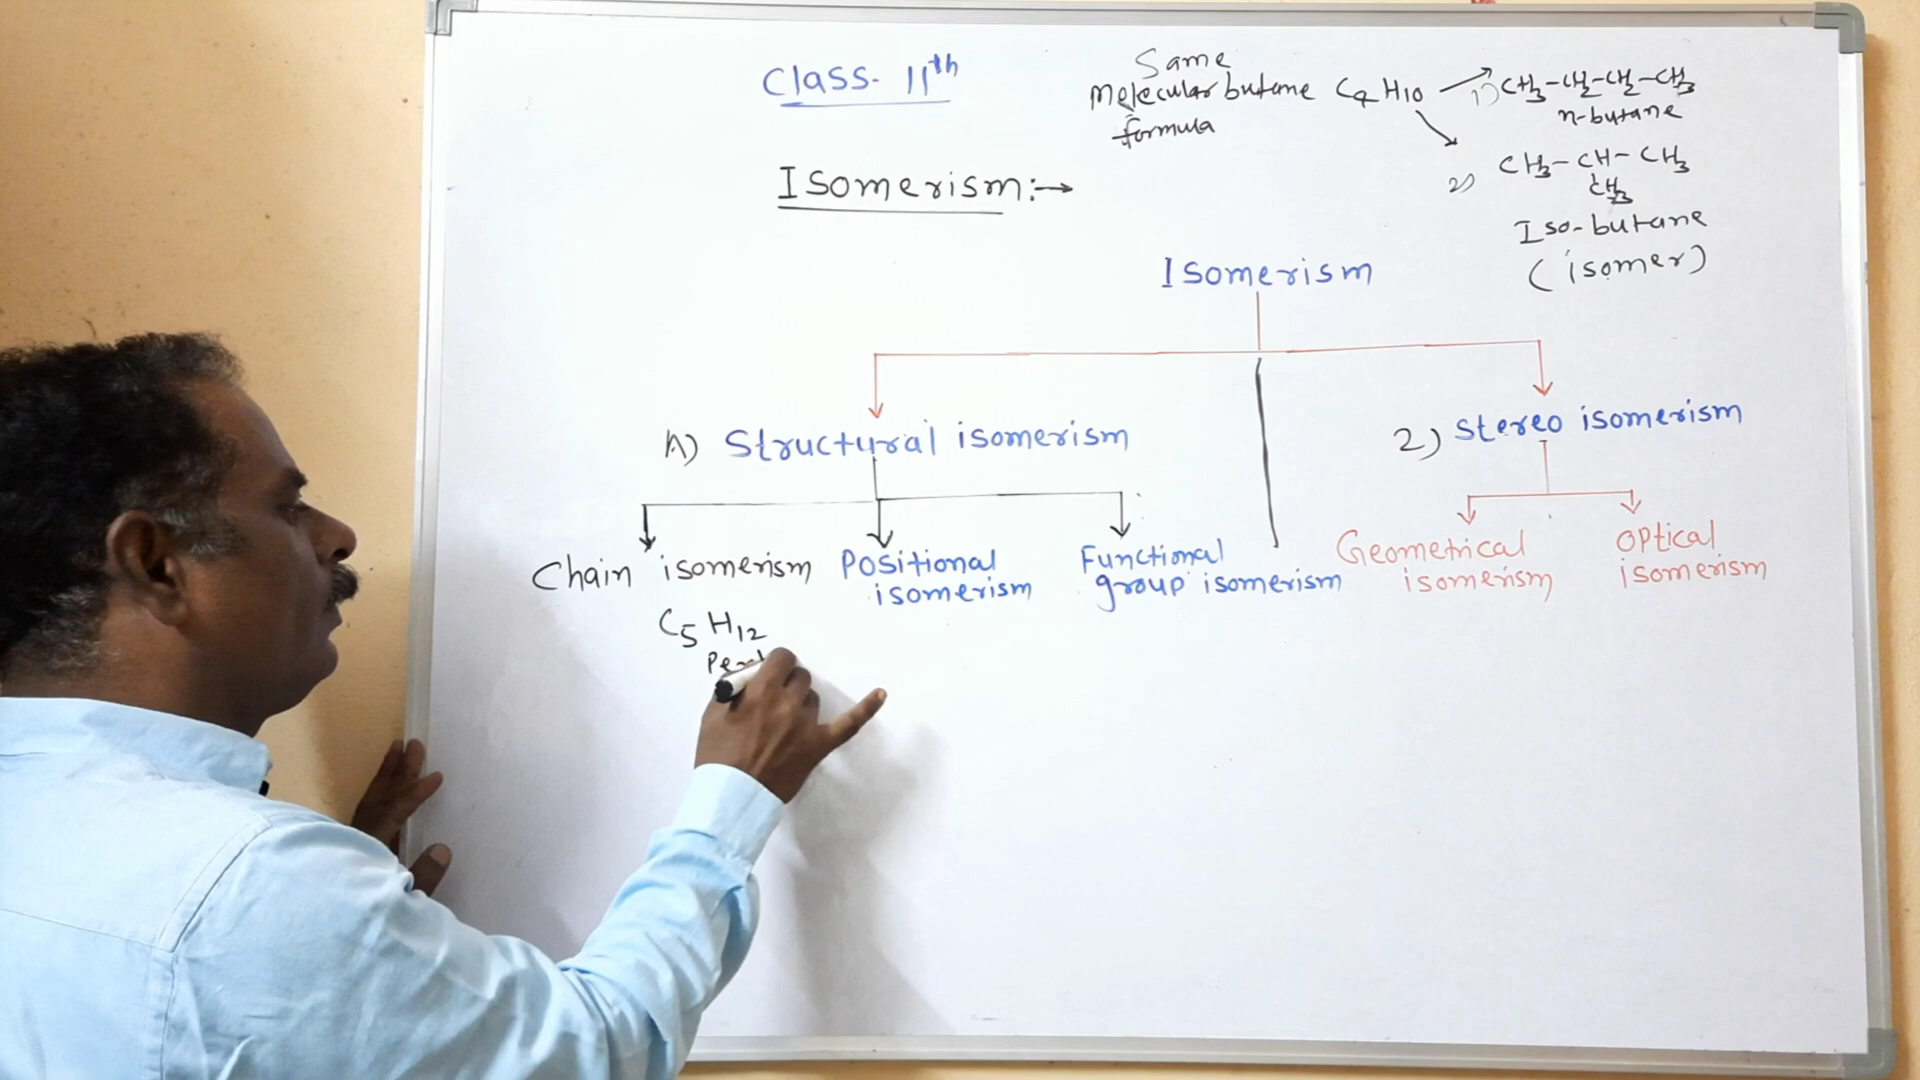 Class- 11th
Same
Molecular butane C4H10
formula
1) CH3-CH2-CH2-CH3
n-butane
2) CH3-CH-CH3
CH3
Iso-butane
(isomer)
Isomerism:→
Isomerism
A) Structural isomerism
2) Stereo isomerism
Chain isomerism
Positional
isomerism
Functional
group isomerism
Geometrical
isomerism
Optical
isomerism
C5H12